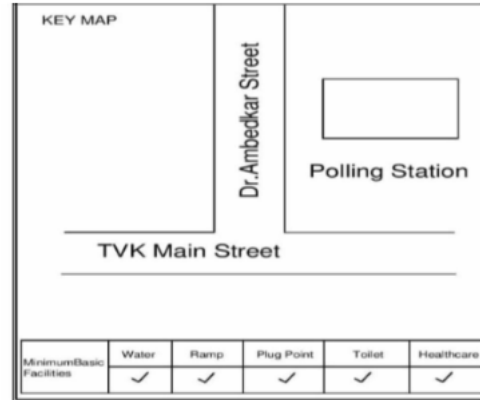 KEY MAP
Dr.Ambedkar Street
Polling Station
TVK Main Street
MinimumBasic Facilities
Water Ramp Plug Point Toilet Healthcare
✓ ✓ ✓ ✓ ✓